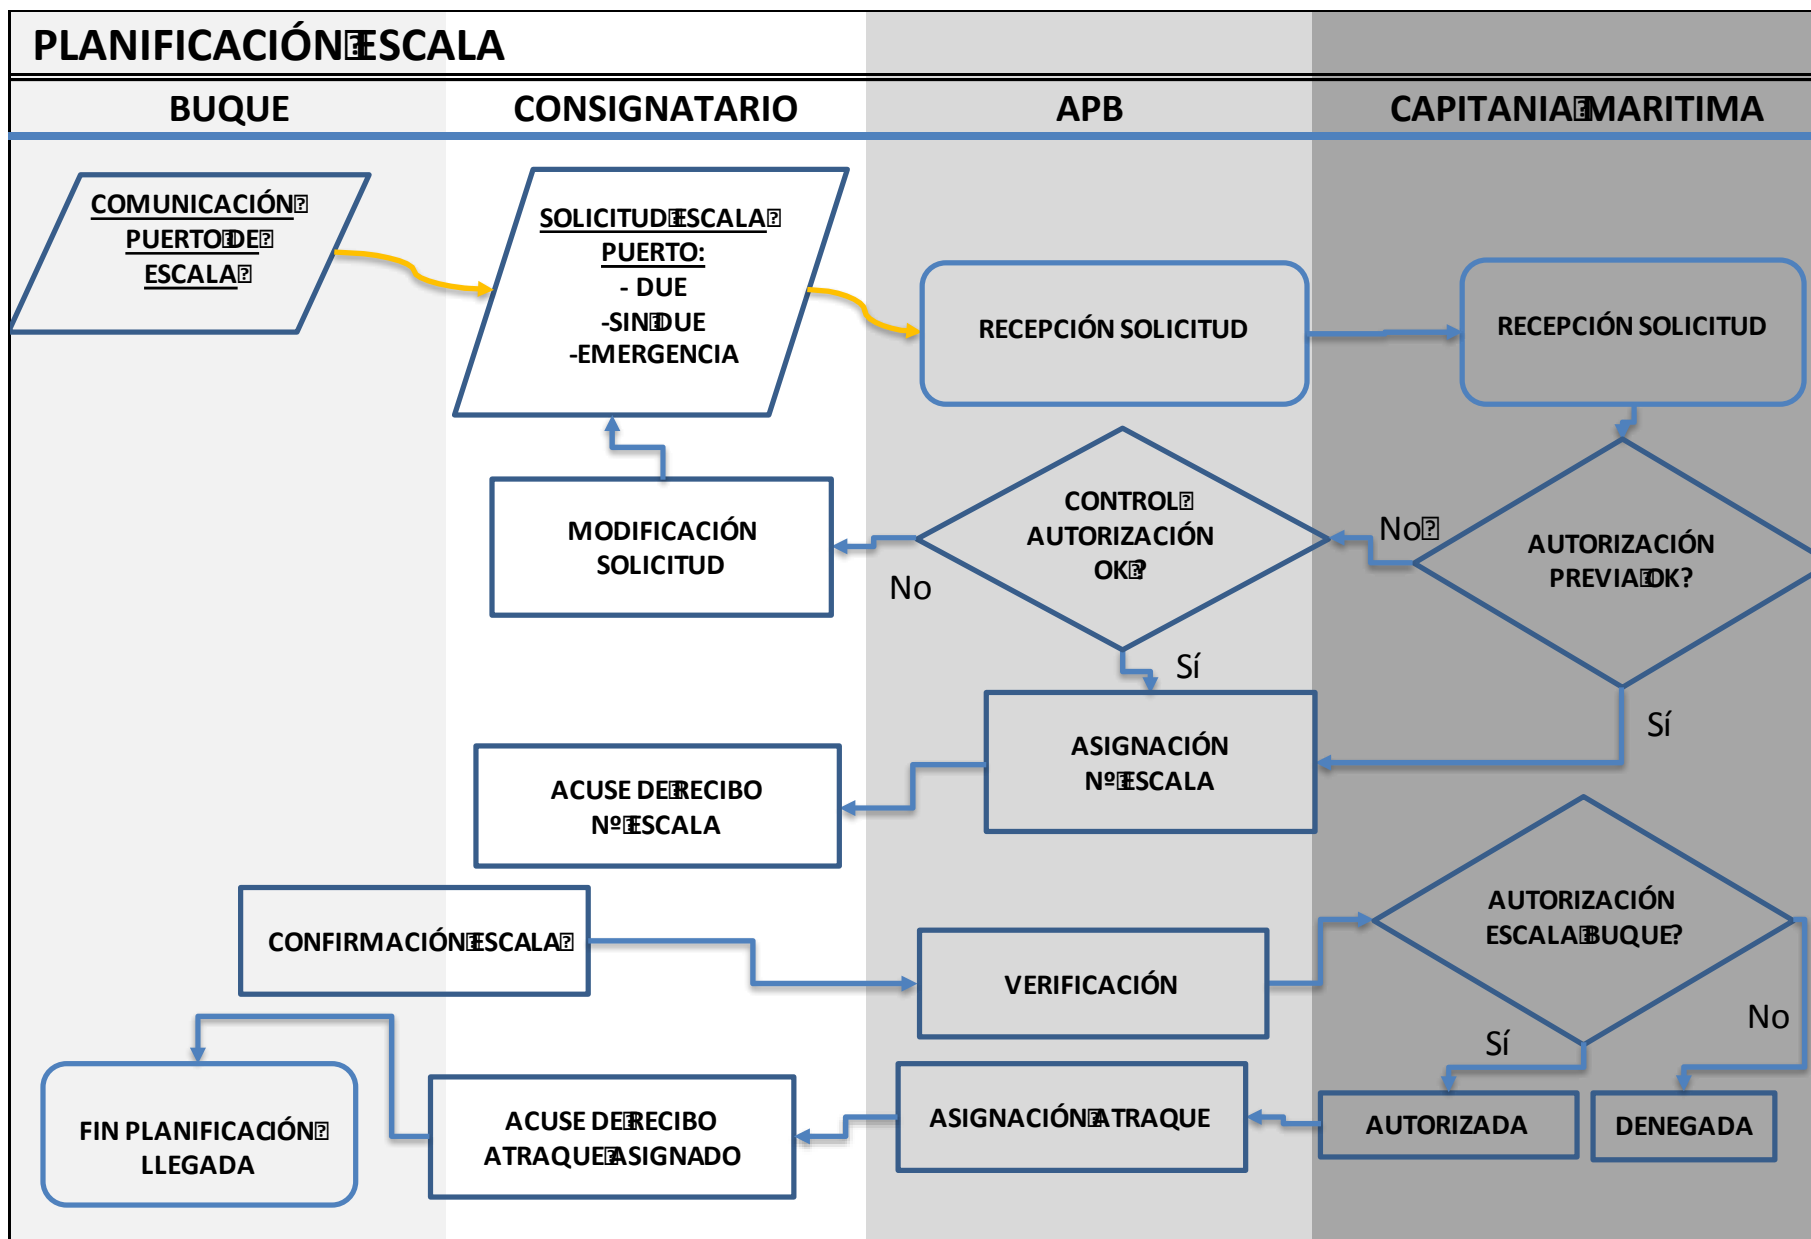 PLANIFICACIÓN ESCALA
BUQUE
CONSIGNATARIO
APB
CAPITANIA MARITIMA
COMUNICACIÓN
PUERTO DE
ESCALA
SOLICITUD ESCALA
PUERTO:
- DUE
-SIN DUE
-EMERGENCIA
RECEPCIÓN SOLICITUD
RECEPCIÓN SOLICITUD
MODIFICACIÓN
SOLICITUD
No
CONTROL
AUTORIZACIÓN
OK ?
No
AUTORIZACIÓN
PREVIA OK?
Sí
Sí
ASIGNACIÓN
Nº ESCALA
ACUSE DE RECIBO
Nº ESCALA
CONFIRMACIÓN ESCALA
VERIFICACIÓN
AUTORIZACIÓN
ESCALA BUQUE?
Sí
No
FIN PLANIFICACIÓN
LLEGADA
ACUSE DE RECIBO
ATRAQUE ASIGNADO
ASIGNACIÓN ATRAQUE
AUTORIZADA
DENEGADA